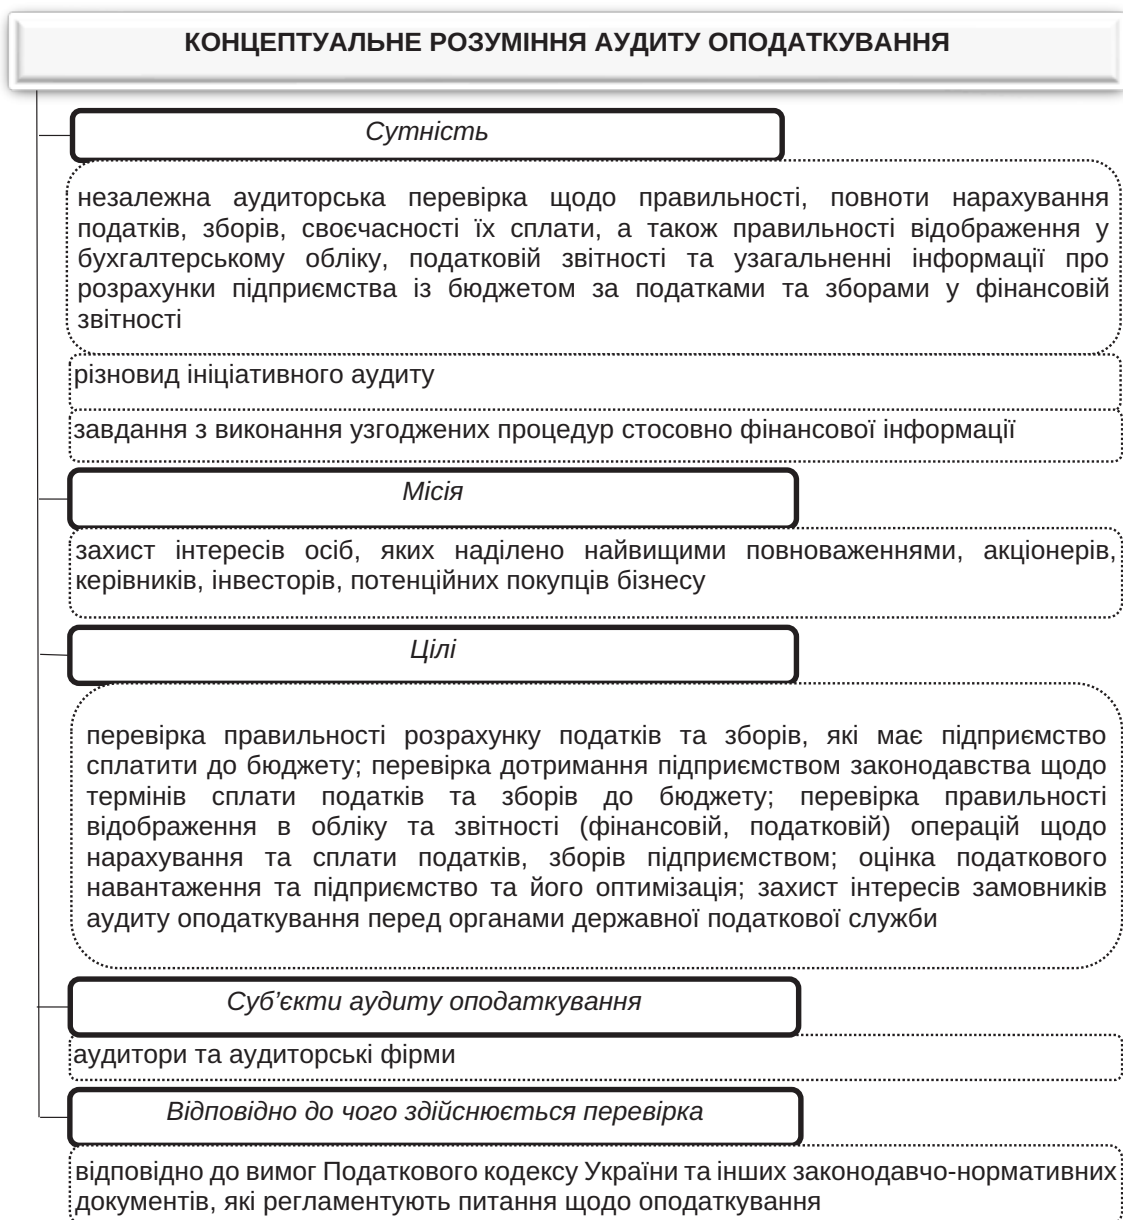 КОНЦЕПТУАЛЬНЕ РОЗУМІННЯ АУДИТУ ОПОДАТКУВАННЯ
Сутність
незалежна аудиторська перевірка щодо правильності, повноти нарахування
податків, зборів, своєчасності їх сплати, а також правильності відображення у
бухгалтерському обліку, податковій звітності та узагальненні інформації про
розрахунки підприємства із бюджетом за податками та зборами у фінансовій
звітності
різновид ініціативного аудиту
завдання з виконання узгоджених процедур стосовно фінансової інформації
Місія
захист інтересів осіб, яких наділено найвищими повноваженнями, акціонерів,
керівників, інвесторів, потенційних покупців бізнесу
Цілі
перевірка правильності розрахунку податків та зборів, які має підприємство
сплатити до бюджету; перевірка дотримання підприємством законодавства щодо
термінів сплати податків та зборів до бюджету; перевірка правильності
відображення в обліку та звітності (фінансовій, податковій) операцій щодо
нарахування та сплати податків, зборів підприємством; оцінка податкового
навантаження та підприємство та його оптимізація; захист інтересів замовників
аудиту оподаткування перед органами державної податкової служби
Суб’єкти аудиту оподаткування
аудитори та аудиторські фірми
Відповідно до чого здійснюється перевірка
відповідно до вимог Податкового кодексу України та інших законодавчо-нормативних
документів, які регламентують питання щодо оподаткування